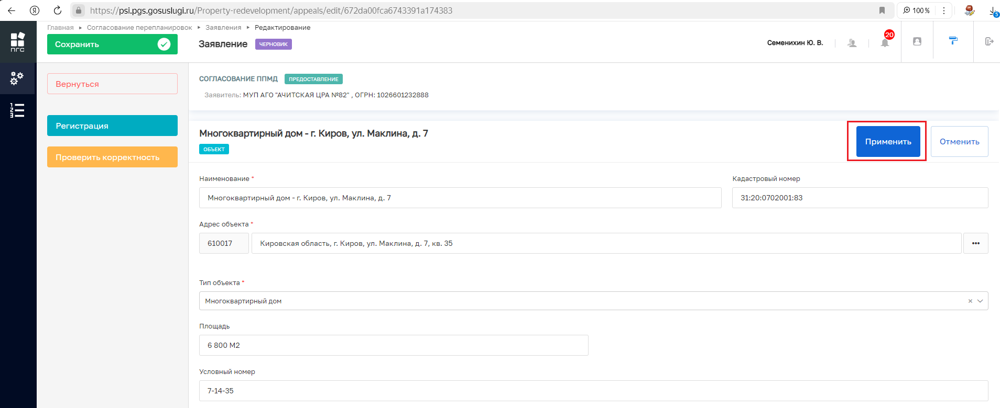 https://psi.pgs.gosuslugi.ru/Property-redevelopment/appeals/edit/672da00fca6743391a174383
100 %
5
пгс
Главная ▸ Согласование перепланировок ▸ Заявления ▸ Редактирование
Сохранить
Заявление ЧЕРНОВИК
Семенихин Ю. В.
20
Вернуться
Регистрация
Проверить корректность
СОГЛАСОВАНИЕ ППМД ПРЕДОСТАВЛЕНИЕ
Заявитель: МУП АГО "АЧИТСКАЯ ЦРА №82" , ОГРН: 1026601232888
Многоквартирный дом - г. Киров, ул. Маклина, д. 7
ОБЪЕКТ
Применить
Отменить
Наименование *
Многоквартирный дом - г. Киров, ул. Маклина, д. 7
Кадастровый номер
31:20:0702001:83
Адрес объекта *
610017
Кировская область, г. Киров, ул. Маклина, д. 7, кв. 35
Тип объекта *
Многоквартирный дом
Площадь
6 800 М2
Условный номер
7-14-35